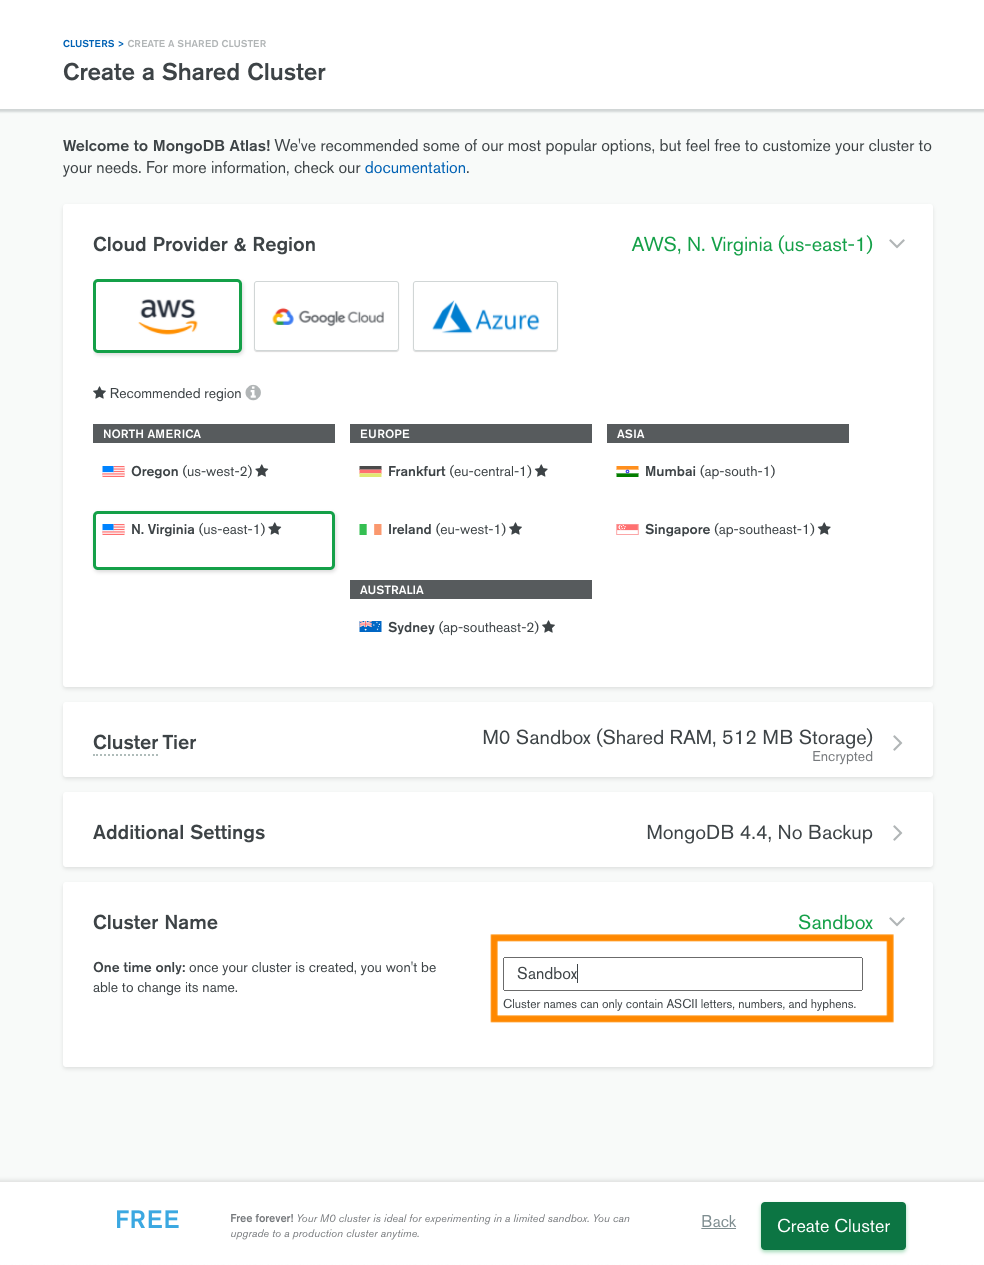 CLUSTERS > CREATE A SHARED CLUSTER
Create a Shared Cluster
Welcome to MongoDB Atlas! We've recommended some of our most popular options, but feel free to customize your cluster to
your needs. For more information, check our documentation.
Cloud Provider & Region
AWS, N. Virginia (us-east-1)
aws
Google Cloud
Azure
★ Recommended region i
NORTH AMERICA
Oregon (us-west-2) ★
N. Virginia (us-east-1) ★
EUROPE
Frankfurt (eu-central-1) ★
Ireland (eu-west-1) ★
AUSTRALIA
Sydney (ap-southeast-2) ★
ASIA
Mumbai (ap-south-1)
Singapore (ap-southeast-1) ★
Cluster Tier
M0 Sandbox (Shared RAM, 512 MB Storage)
Encrypted
Additional Settings
MongoDB 4.4, No Backup
Cluster Name
Sandbox
One time only: once your cluster is created, you won't be
able to change its name.
Sandbox
Cluster names can only contain ASCII letters, numbers, and hyphens.
FREE
Free forever! Your M0 cluster is ideal for experimenting in a limited sandbox. You can
upgrade to a production cluster anytime.
Back
Create Cluster